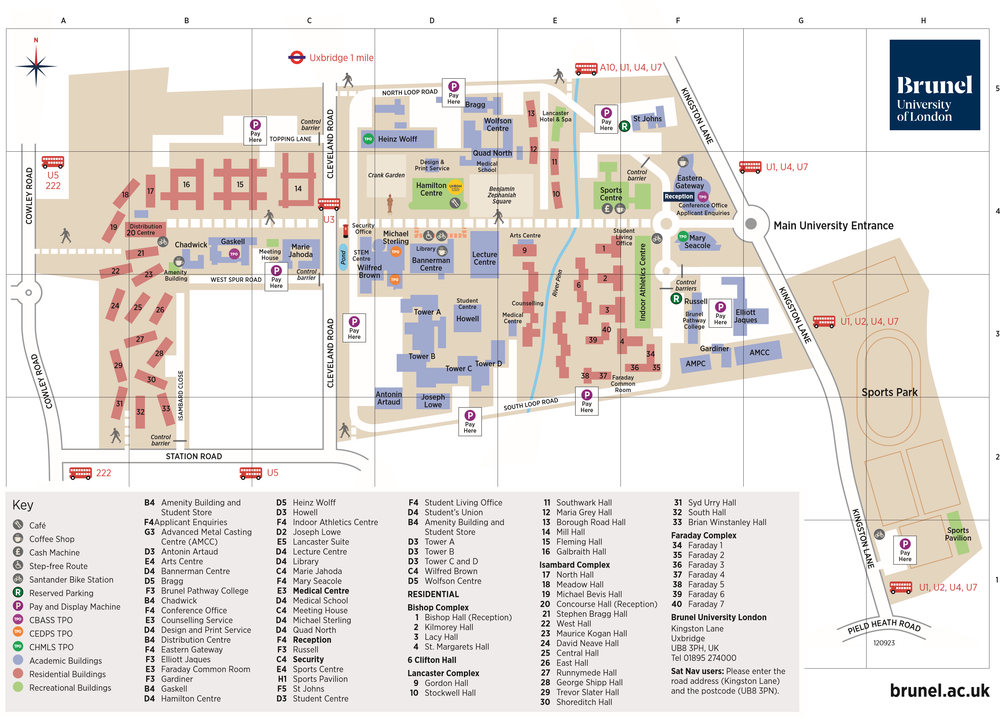 A B C D E F G H
N
Uxbridge 1 mile
A10, U1, U4, U7
Brunel
University
of London
5
NORTH LOOP ROAD
P
Pay
Here
Bragg
KINGSTON LANE
CLEVELAND ROAD
Control
barrier
P
Pay
Here
TOPPING LANE
TPO
Heinz Wolff
Wolfson
Centre
13
Lancaster
Hotel & Spa
P
Pay
Here
R
St Johns
12
Quad North
COWLEY ROAD
U5
222
Design &
Print Service
Medical
School
11
Control
barrier
U1, U4, U7
Crank Garden
Hamilton
Centre
UNION
OF BRUNEL
STUDENTS
Benjamin
Zephaniah
Square
10
Sports
Centre
£
Eastern
Gateway
Reception
TPO
Conference Office
Applicant Enquiries
18
17
16
15
14
4
U3
19
Distribution
20 Centre
Security
Office
Michael
Sterling
Arts Centre
Student
Living
Office
Main University Entrance
Chadwick
Gaskell
TPO
Meeting
House
Marie
Jahoda
Pond
STEM
Centre
TPO
Library
Bannerman
Centre
Lecture
Centre
9
1
TPO
Mary
Seacole
21
22
23
Amenity
Building
WEST SPUR ROAD
P
Pay
Here
Control
barrier
Wilfred
Brown
TPO
River Pinn
6
2
Indoor Athletics Centre
Control
barriers
KINGSTON LANE
24
25
26
Student
Centre
Howell
Tower A
Counselling
Medical
Centre
3
R
Russell
Brunel
Pathway
College
P
Pay
Here
Elliott
Jaques
U1, U2, U4, U7
CLEVELAND ROAD
P
Pay
Here
40
39
4
3
27
28
29
30
Tower B
Tower C
Tower D
34
36
35
38
37
Faraday
Common
Room
Gardiner
AMPC
AMCC
COWLEY ROAD
ISAMBARD CLOSE
31
32
33
Antonin
Artaud
Joseph
Lowe
SOUTH LOOP ROAD
P
Pay
Here
P
Pay
Here
Sports Park
Control
barrier
STATION ROAD
222
U5
2
KINGSTON LANE
Sports
Pavilion
P
Pay
Here
1
U1, U2, U4, U7
PIELD HEATH ROAD
120923
Key
Café
Coffee Shop
£ Cash Machine
Step-free Route
Santander Bike Station
R Reserved Parking
P Pay and Display Machine
TPO CBASS TPO
TPO CEDPS TPO
TPO CHMLS TPO
Academic Buildings
Residential Buildings
Recreational Buildings
B4 Amenity Building and
Student Store
F4Applicant Enquiries
G3 Advanced Metal Casting
Centre (AMCC)
D3 Antonin Artaud
E4 Arts Centre
D4 Bannerman Centre
D5 Bragg
F3 Brunel Pathway College
B4 Chadwick
F4 Conference Office
E3 Counselling Service
D4 Design and Print Service
B4 Distribution Centre
F4 Eastern Gateway
F3 Elliott Jaques
E3 Faraday Common Room
F3 Gardiner
B4 Gaskell
D4 Hamilton Centre
D5 Heinz Wolff
D3 Howell
F4 Indoor Athletics Centre
D2 Joseph Lowe
E5 Lancaster Suite
D4 Lecture Centre
D4 Library
C4 Marie Jahoda
F4 Mary Seacole
E3 Medical Centre
D4 Medical School
C4 Meeting House
D4 Michael Sterling
D4 Quad North
F4 Reception
F3 Russell
C4 Security
E4 Sports Centre
H1 Sports Pavilion
F5 St Johns
D3 Student Centre
F4 Student Living Office
D4 Student’s Union
B4 Amenity Building and
Student Store
D3 Tower A
D3 Tower B
D3 Tower C and D
C4 Wilfred Brown
D5 Wolfson Centre
RESIDENTIAL
Bishop Complex
1 Bishop Hall (Reception)
2 Kilmorey Hall
3 Lacy Hall
4 St. Margarets Hall
6 Clifton Hall
Lancaster Complex
9 Gordon Hall
10 Stockwell Hall
11 Southwark Hall
12 Maria Grey Hall
13 Borough Road Hall
14 Mill Hall
15 Fleming Hall
16 Galbraith Hall
Isambard Complex
17 North Hall
18 Meadow Hall
19 Michael Bevis Hall
20 Concourse Hall (Reception)
21 Stephen Bragg Hall
22 West Hall
23 Maurice Kogan Hall
24 David Neave Hall
25 Central Hall
26 East Hall
27 Runnymede Hall
28 George Shipp Hall
29 Trevor Slater Hall
30 Shoreditch Hall
31 Syd Urry Hall
32 South Hall
33 Brian Winstanley Hall
Faraday Complex
34 Faraday 1
35 Faraday 2
36 Faraday 3
37 Faraday 4
38 Faraday 5
39 Faraday 6
40 Faraday 7
Brunel University London
Kingston Lane
Uxbridge
UB8 3PH, UK
Tel 01895 274000
Sat Nav users: Please enter the
road address (Kingston Lane)
and the postcode (UB8 3PN).
brunel.ac.uk